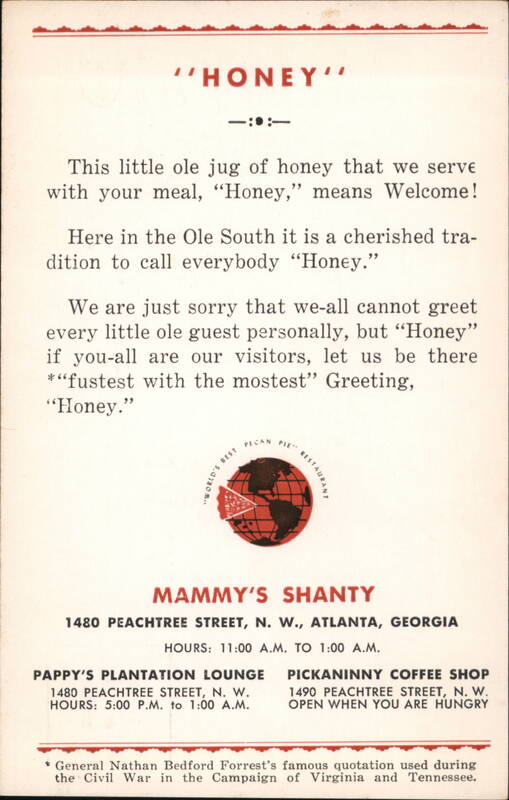 ''HONEY''
—:•:—
This little ole jug of honey that we serve
with your meal, "Honey," means Welcome!
Here in the Ole South it is a cherished tra-
dition to call everybody "Honey."
We are just sorry that we-all cannot greet
every little ole guest personally, but "Honey"
if you-all are our visitors, let us be there
*"fustest with the mostest" Greeting,
"Honey."
"WORLD'S BEST PECAN PIE" RESTAURANT
MAMMY'S SHANTY
1480 PEACHTREE STREET, N. W., ATLANTA, GEORGIA
HOURS: 11:00 A.M. TO 1:00 A.M.
PAPPY'S PLANTATION LOUNGE
1480 PEACHTREE STREET, N. W.
HOURS: 5:00 P.M. to 1:00 A.M.
PICKANINNY COFFEE SHOP
1490 PEACHTREE STREET, N. W.
OPEN WHEN YOU ARE HUNGRY
* General Nathan Bedford Forrest's famous quotation used during
the Civil War in the Campaign of Virginia and Tennessee.